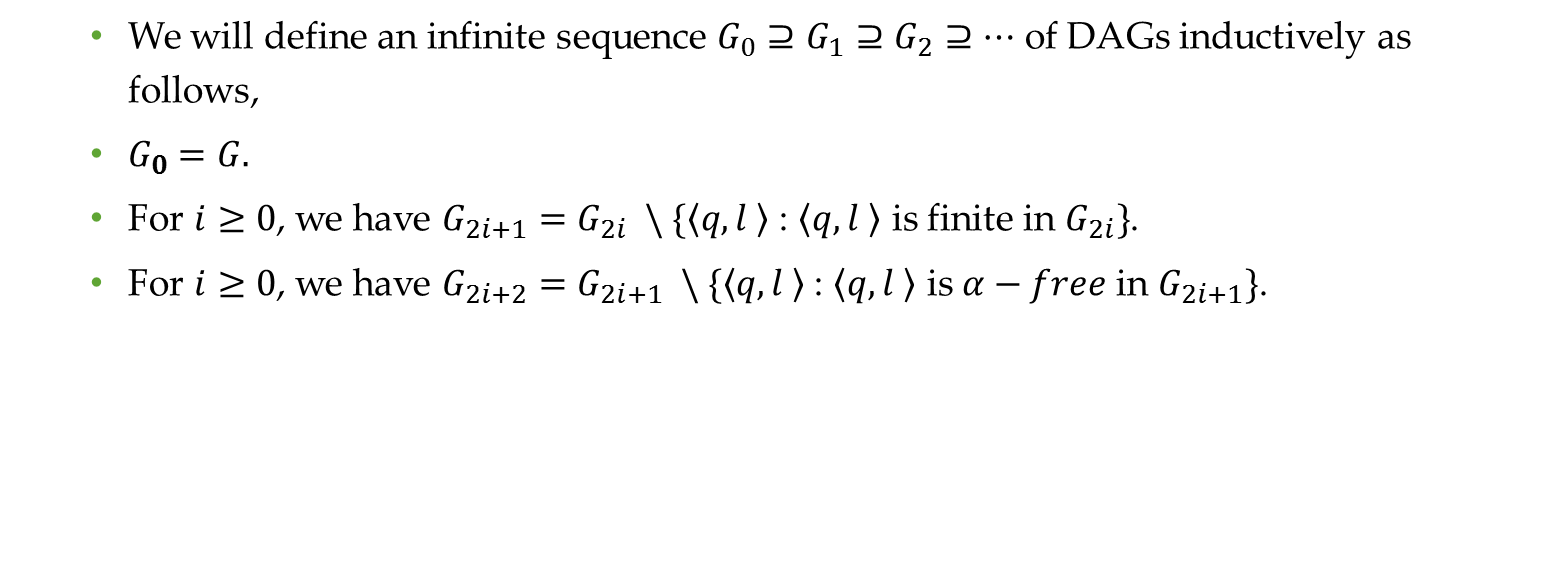 • We will define an infinite sequence 𝐺₀ ⊇ 𝐺₁ ⊇ 𝐺₂ ⊇ ⋯ of DAGs inductively as
follows,
• 𝐺𝟎 = 𝐺.
• For 𝑖 ≥ 0, we have 𝐺₂ᵢ₊₁ = 𝐺₂ᵢ \ {⟨𝑞, 𝑙 ⟩ : ⟨𝑞, 𝑙 ⟩ is finite in 𝐺₂ᵢ}.
• For 𝑖 ≥ 0, we have 𝐺₂ᵢ₊₂ = 𝐺₂ᵢ₊₁ \ {⟨𝑞, 𝑙 ⟩ : ⟨𝑞, 𝑙 ⟩ is 𝛼 − 𝑓𝑟𝑒𝑒 in 𝐺₂ᵢ₊₁}.